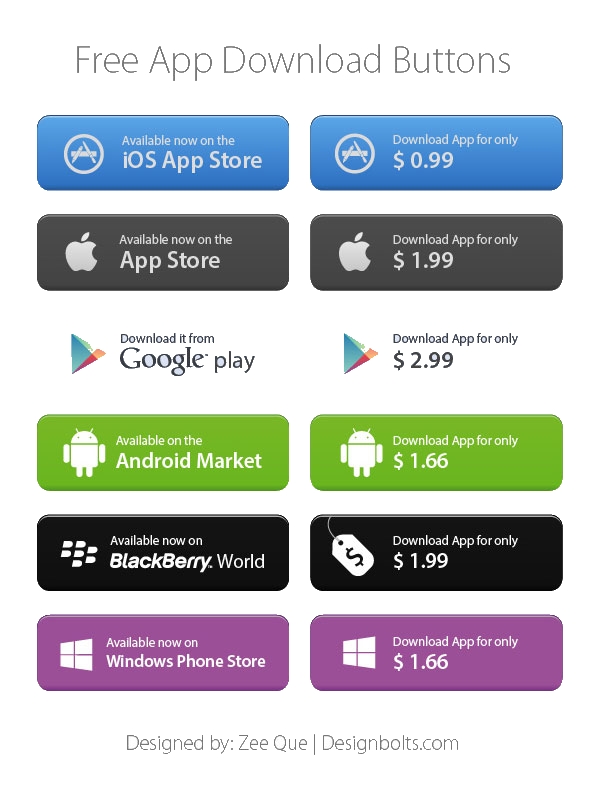 Free App Download Buttons
Available now on the
iOS App Store
Download App for only
$ 0.99
Available now on the
App Store
Download App for only
$ 1.99
Download it from
Google play
Download App for only
$ 2.99
Available on the
Android Market
Download App for only
$ 1.66
Available now on
BlackBerry. World
$
Download App for only
$ 1.99
Available now on
Windows Phone Store
Download App for only
$ 1.66
Designed by: Zee Que | Designbolts.com